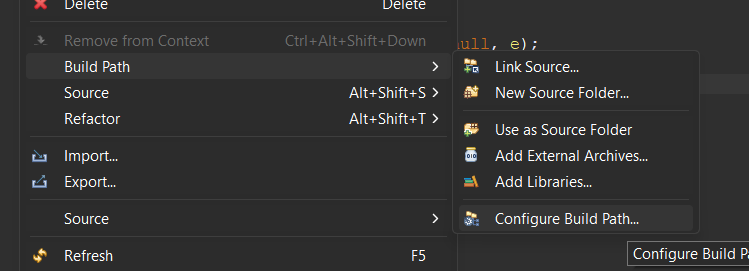 Delete Delete
Remove from Context Ctrl+Alt+Shift+Down
ull, e);
Build Path
Link Source...
Source Alt+Shift+S
New Source Folder...
Refactor Alt+Shift+T
Use as Source Folder
Import...
Add External Archives...
Export...
Add Libraries...
Source
Configure Build Path...
Refresh F5
Configure Build P